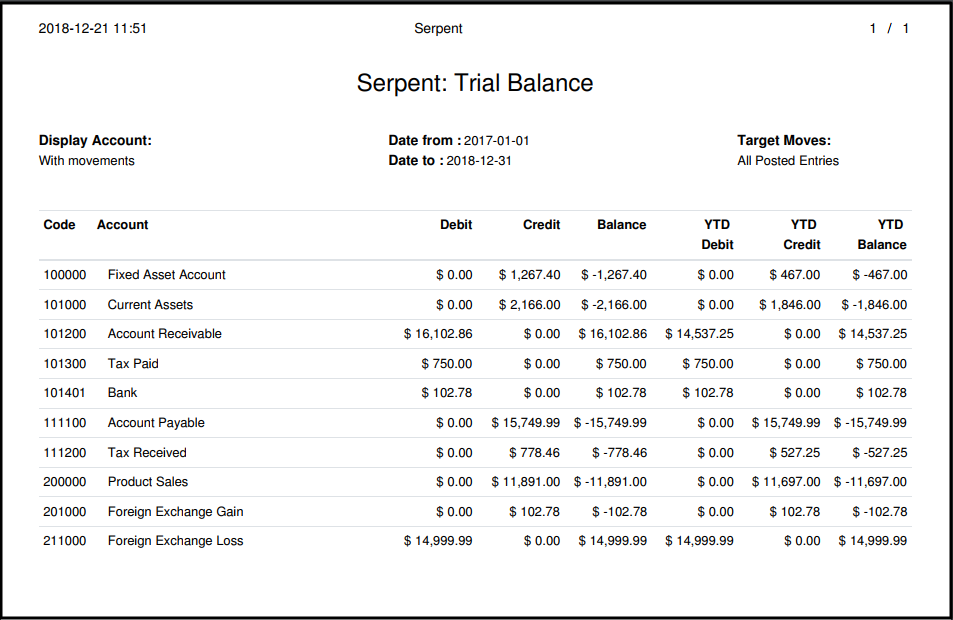 2018-12-21 11:51 Serpent 1 / 1
Serpent: Trial Balance
Display Account: Date from : 2017-01-01 Target Moves:
With movements Date to : 2018-12-31 All Posted Entries
Code Account Debit Credit Balance YTD YTD YTD
Debit Credit Balance
100000 Fixed Asset Account $ 0.00 $ 1,267.40 $ -1,267.40 $ 0.00 $ 467.00 $ -467.00
101000 Current Assets $ 0.00 $ 2,166.00 $ -2,166.00 $ 0.00 $ 1,846.00 $ -1,846.00
101200 Account Receivable $ 16,102.86 $ 0.00 $ 16,102.86 $ 14,537.25 $ 0.00 $ 14,537.25
101300 Tax Paid $ 750.00 $ 0.00 $ 750.00 $ 750.00 $ 0.00 $ 750.00
101401 Bank $ 102.78 $ 0.00 $ 102.78 $ 102.78 $ 0.00 $ 102.78
111100 Account Payable $ 0.00 $ 15,749.99 $ -15,749.99 $ 0.00 $ 15,749.99 $ -15,749.99
111200 Tax Received $ 0.00 $ 778.46 $ -778.46 $ 0.00 $ 527.25 $ -527.25
200000 Product Sales $ 0.00 $ 11,891.00 $ -11,891.00 $ 0.00 $ 11,697.00 $ -11,697.00
201000 Foreign Exchange Gain $ 0.00 $ 102.78 $ -102.78 $ 0.00 $ 102.78 $ -102.78
211000 Foreign Exchange Loss $ 14,999.99 $ 0.00 $ 14,999.99 $ 14,999.99 $ 0.00 $ 14,999.99